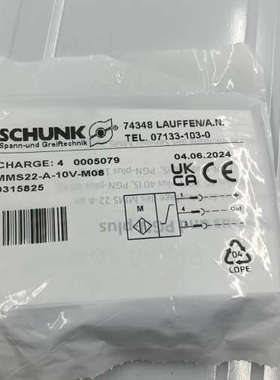 SCHUNK
Spann-und Greiftechnik
74348 LAUFFEN/A.N.
TEL. 07133-103-0
CHARGE: 4 0005079
04.06.2024
MMS22-A-10V-M08
0315825
UK
CA
M
04
LDPE